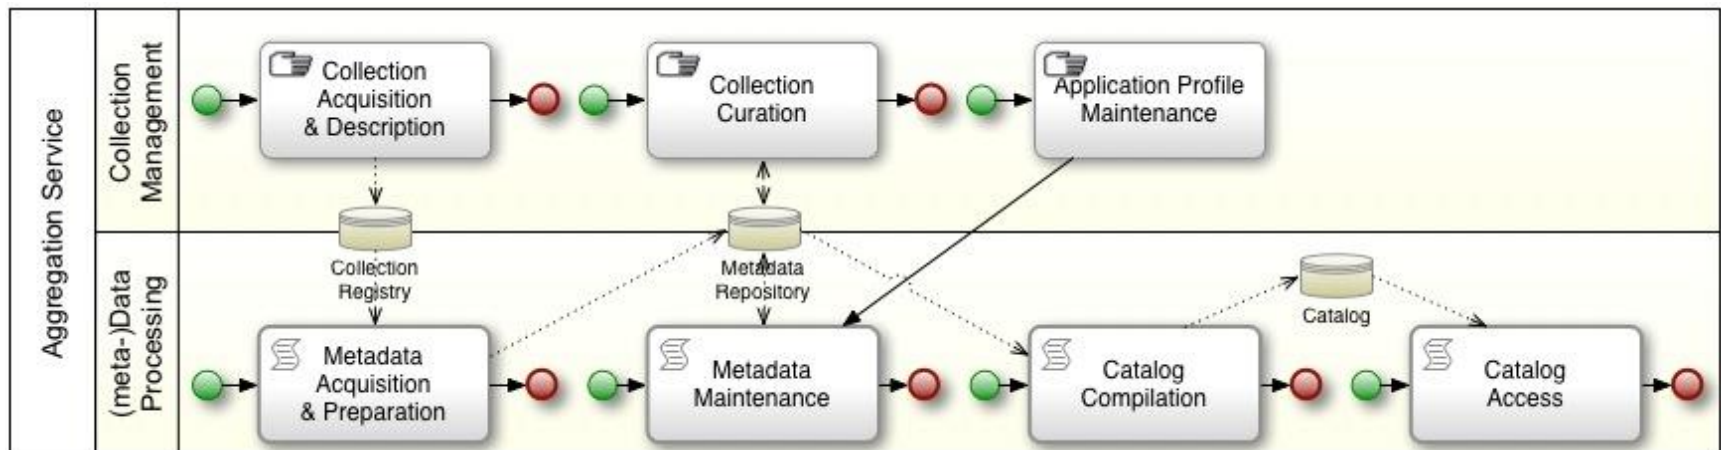 Aggregation Service
Collection
Management
Collection
Acquisition
& Description
Collection
Curation
Application Profile
Maintenance
Collection
Registry
Metadata
Repository
Catalog
(meta-)Data
Processing
Metadata
Acquisition
& Preparation
Metadata
Maintenance
Catalog
Compilation
Catalog
Access